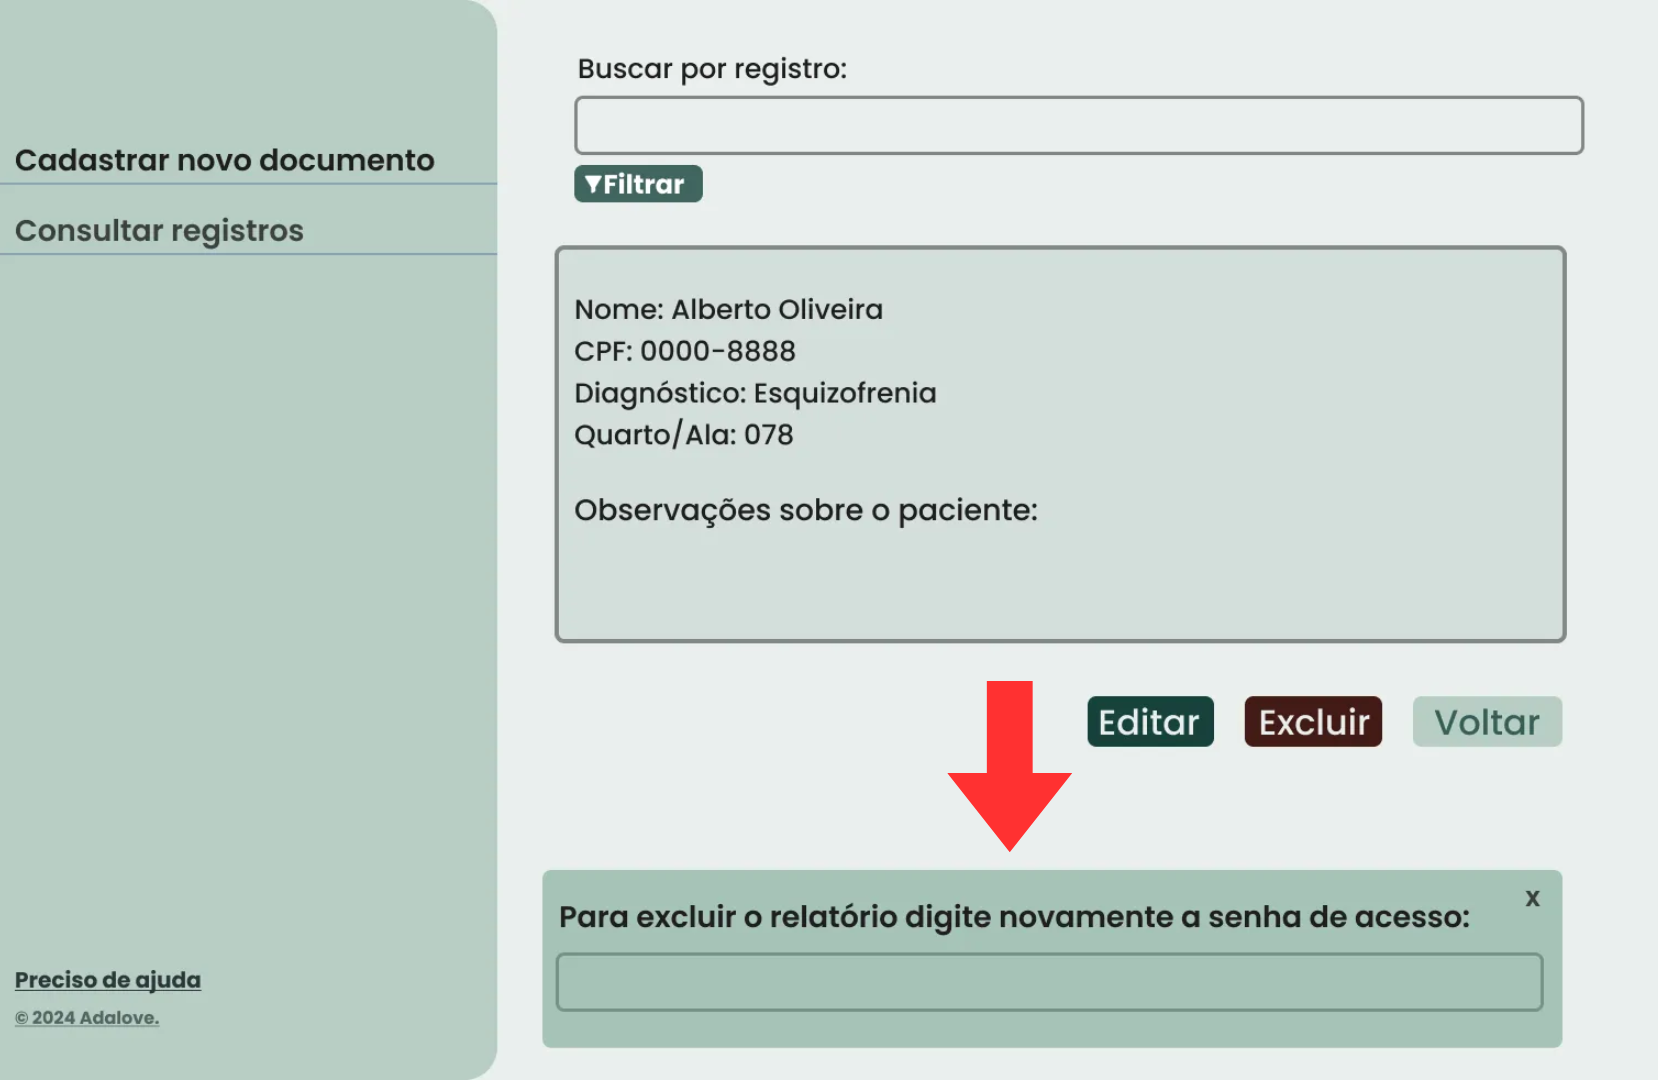 Cadastrar novo documento
Consultar registros
Preciso de ajuda
© 2024 Adalove.
Buscar por registro:
Filtrar
Nome: Alberto Oliveira
CPF: 0000-8888
Diagnóstico: Esquizofrenia
Quarto/Ala: 078
Observações sobre o paciente:
Editar Excluir Voltar
x
Para excluir o relatório digite novamente a senha de acesso: